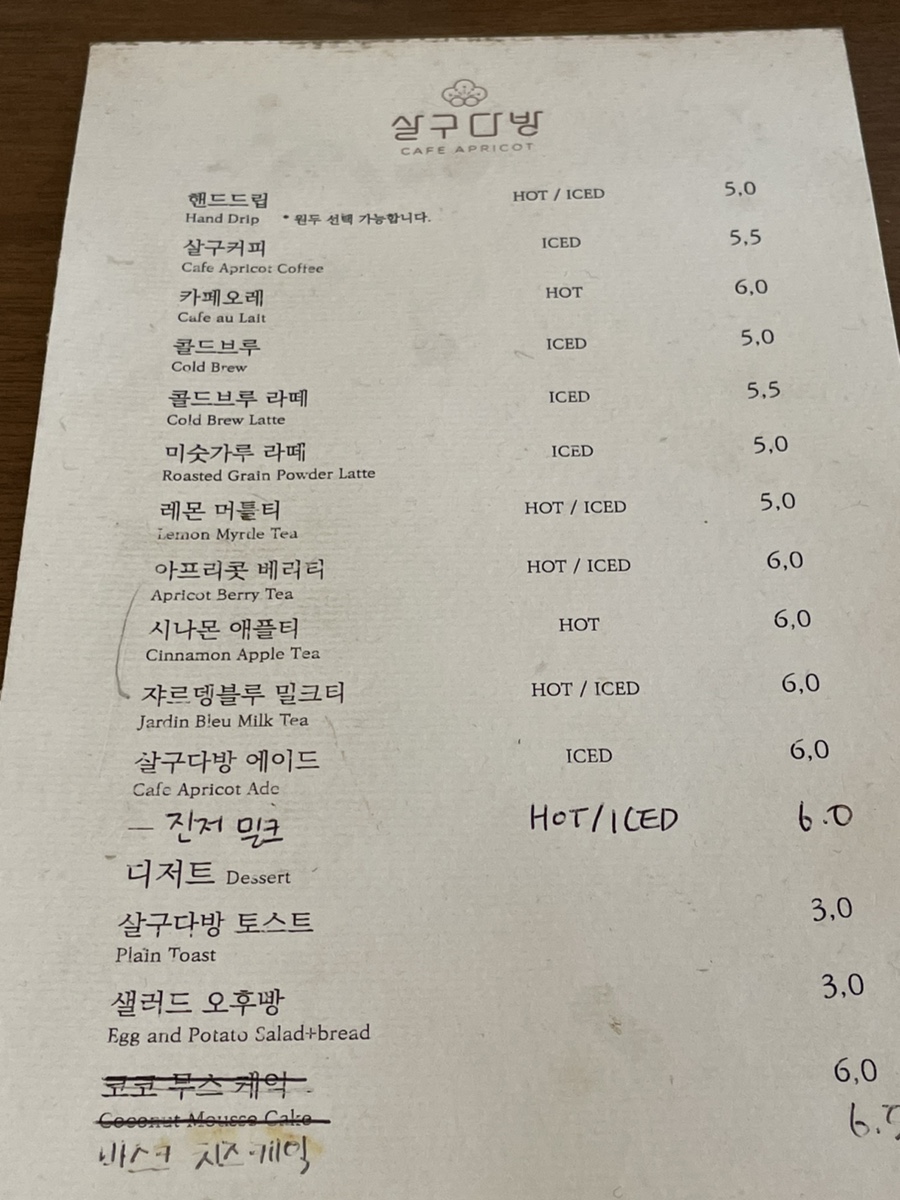 살구다방
CAFE APRICOT
핸드드립 HOT / ICED 5,0
Hand Drip * 원두 선택 가능합니다.
살구커피 ICED 5,5
Cafe Apricot Coffee
카페오레 HOT 6,0
Cafe au Lait
콜드브루 ICED 5,0
Cold Brew
콜드브루 라떼 ICED 5,5
Cold Brew Latte
미숫가루 라떼 ICED 5,0
Roasted Grain Powder Latte
레몬 머틀티 HOT / ICED 5,0
Lemon Myrtle Tea
아프리콧 베리티 HOT / ICED 6,0
Apricot Berry Tea
시나몬 애플티 HOT 6,0
Cinnamon Apple Tea
쟈르뎅블루 밀크티 HOT / ICED 6,0
Jardin Bleu Milk Tea
살구다방 에이드 ICED 6,0
Cafe Apricot Ade
— 진저 밀크 HOT/ICED 6.0
디저트 Dessert
살구다방 토스트 3,0
Plain Toast
샐러드 오후빵 3,0
Egg and Potato Salad+bread
코코 무스 케익 6,0
Coconut Mousse Cake
바스크 치즈케익